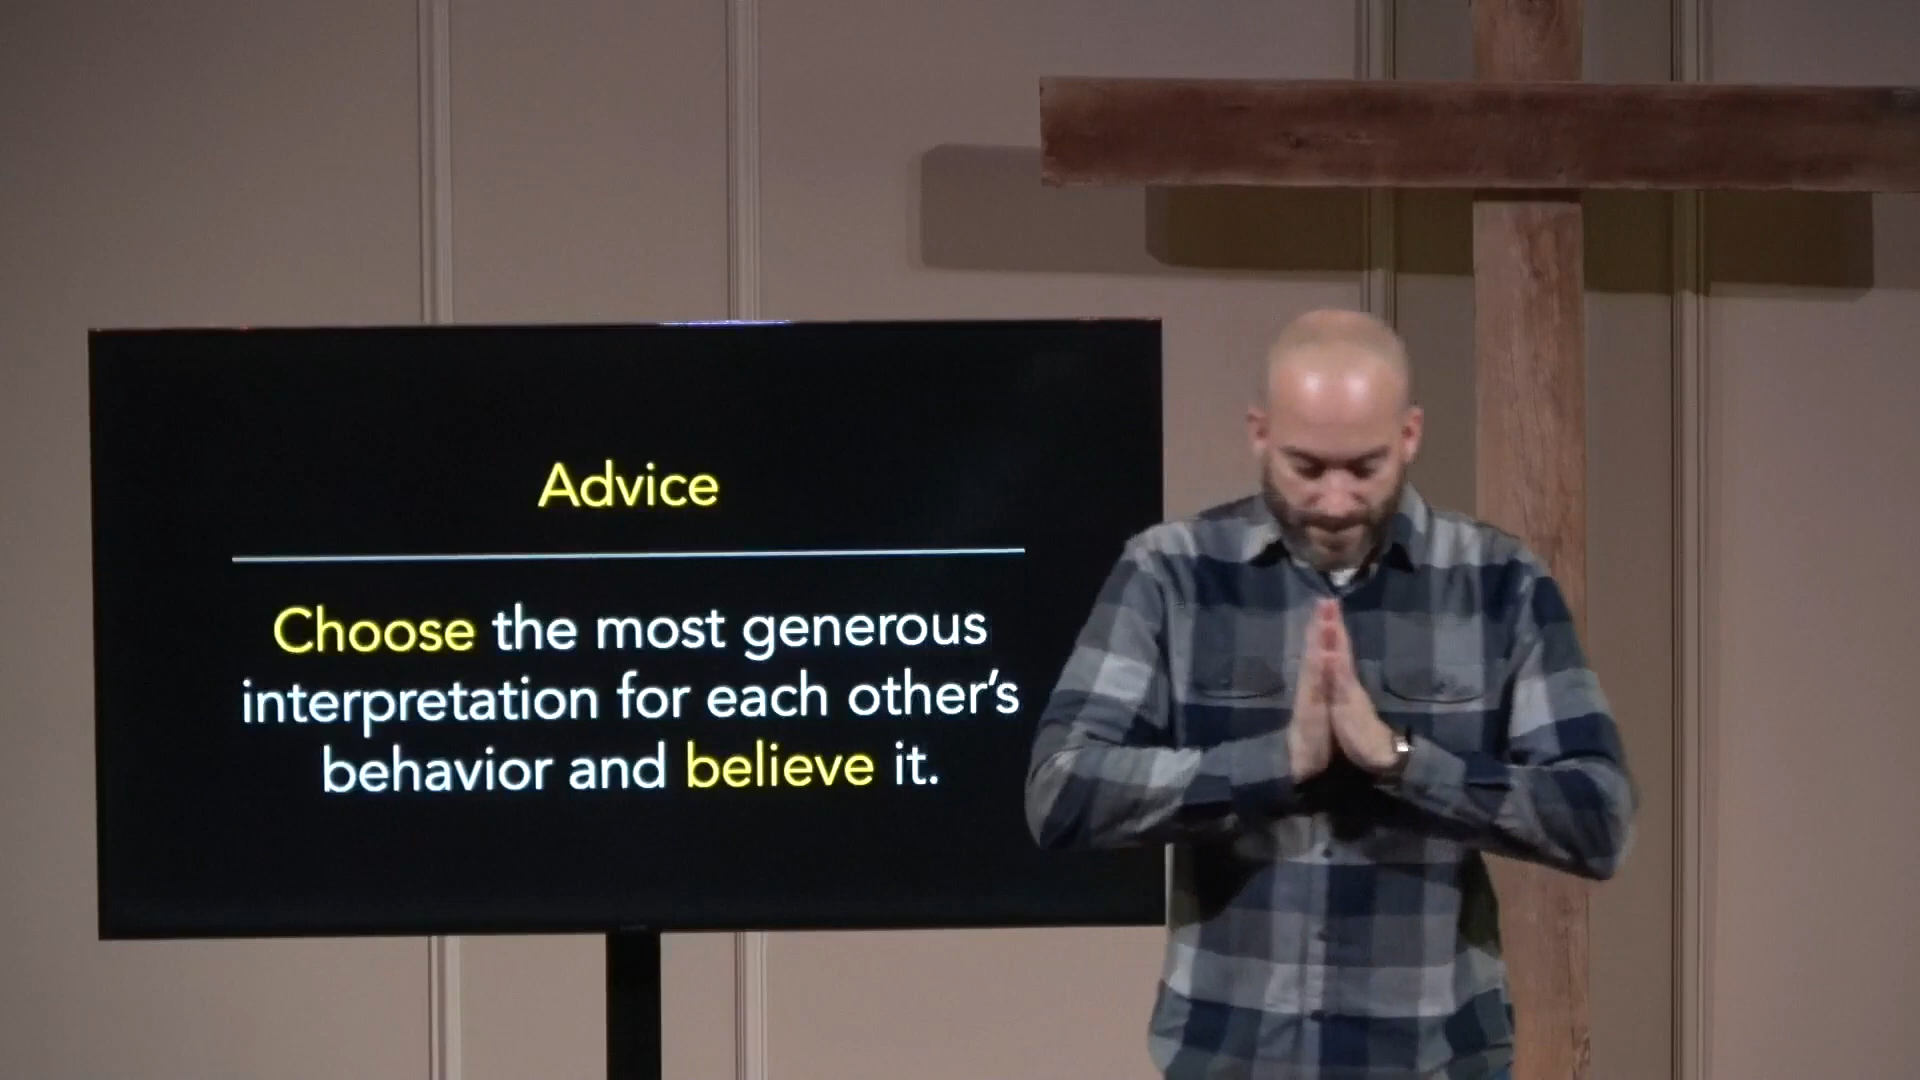 Advice
Choose the most generous
interpretation for each other’s
behavior and believe it.